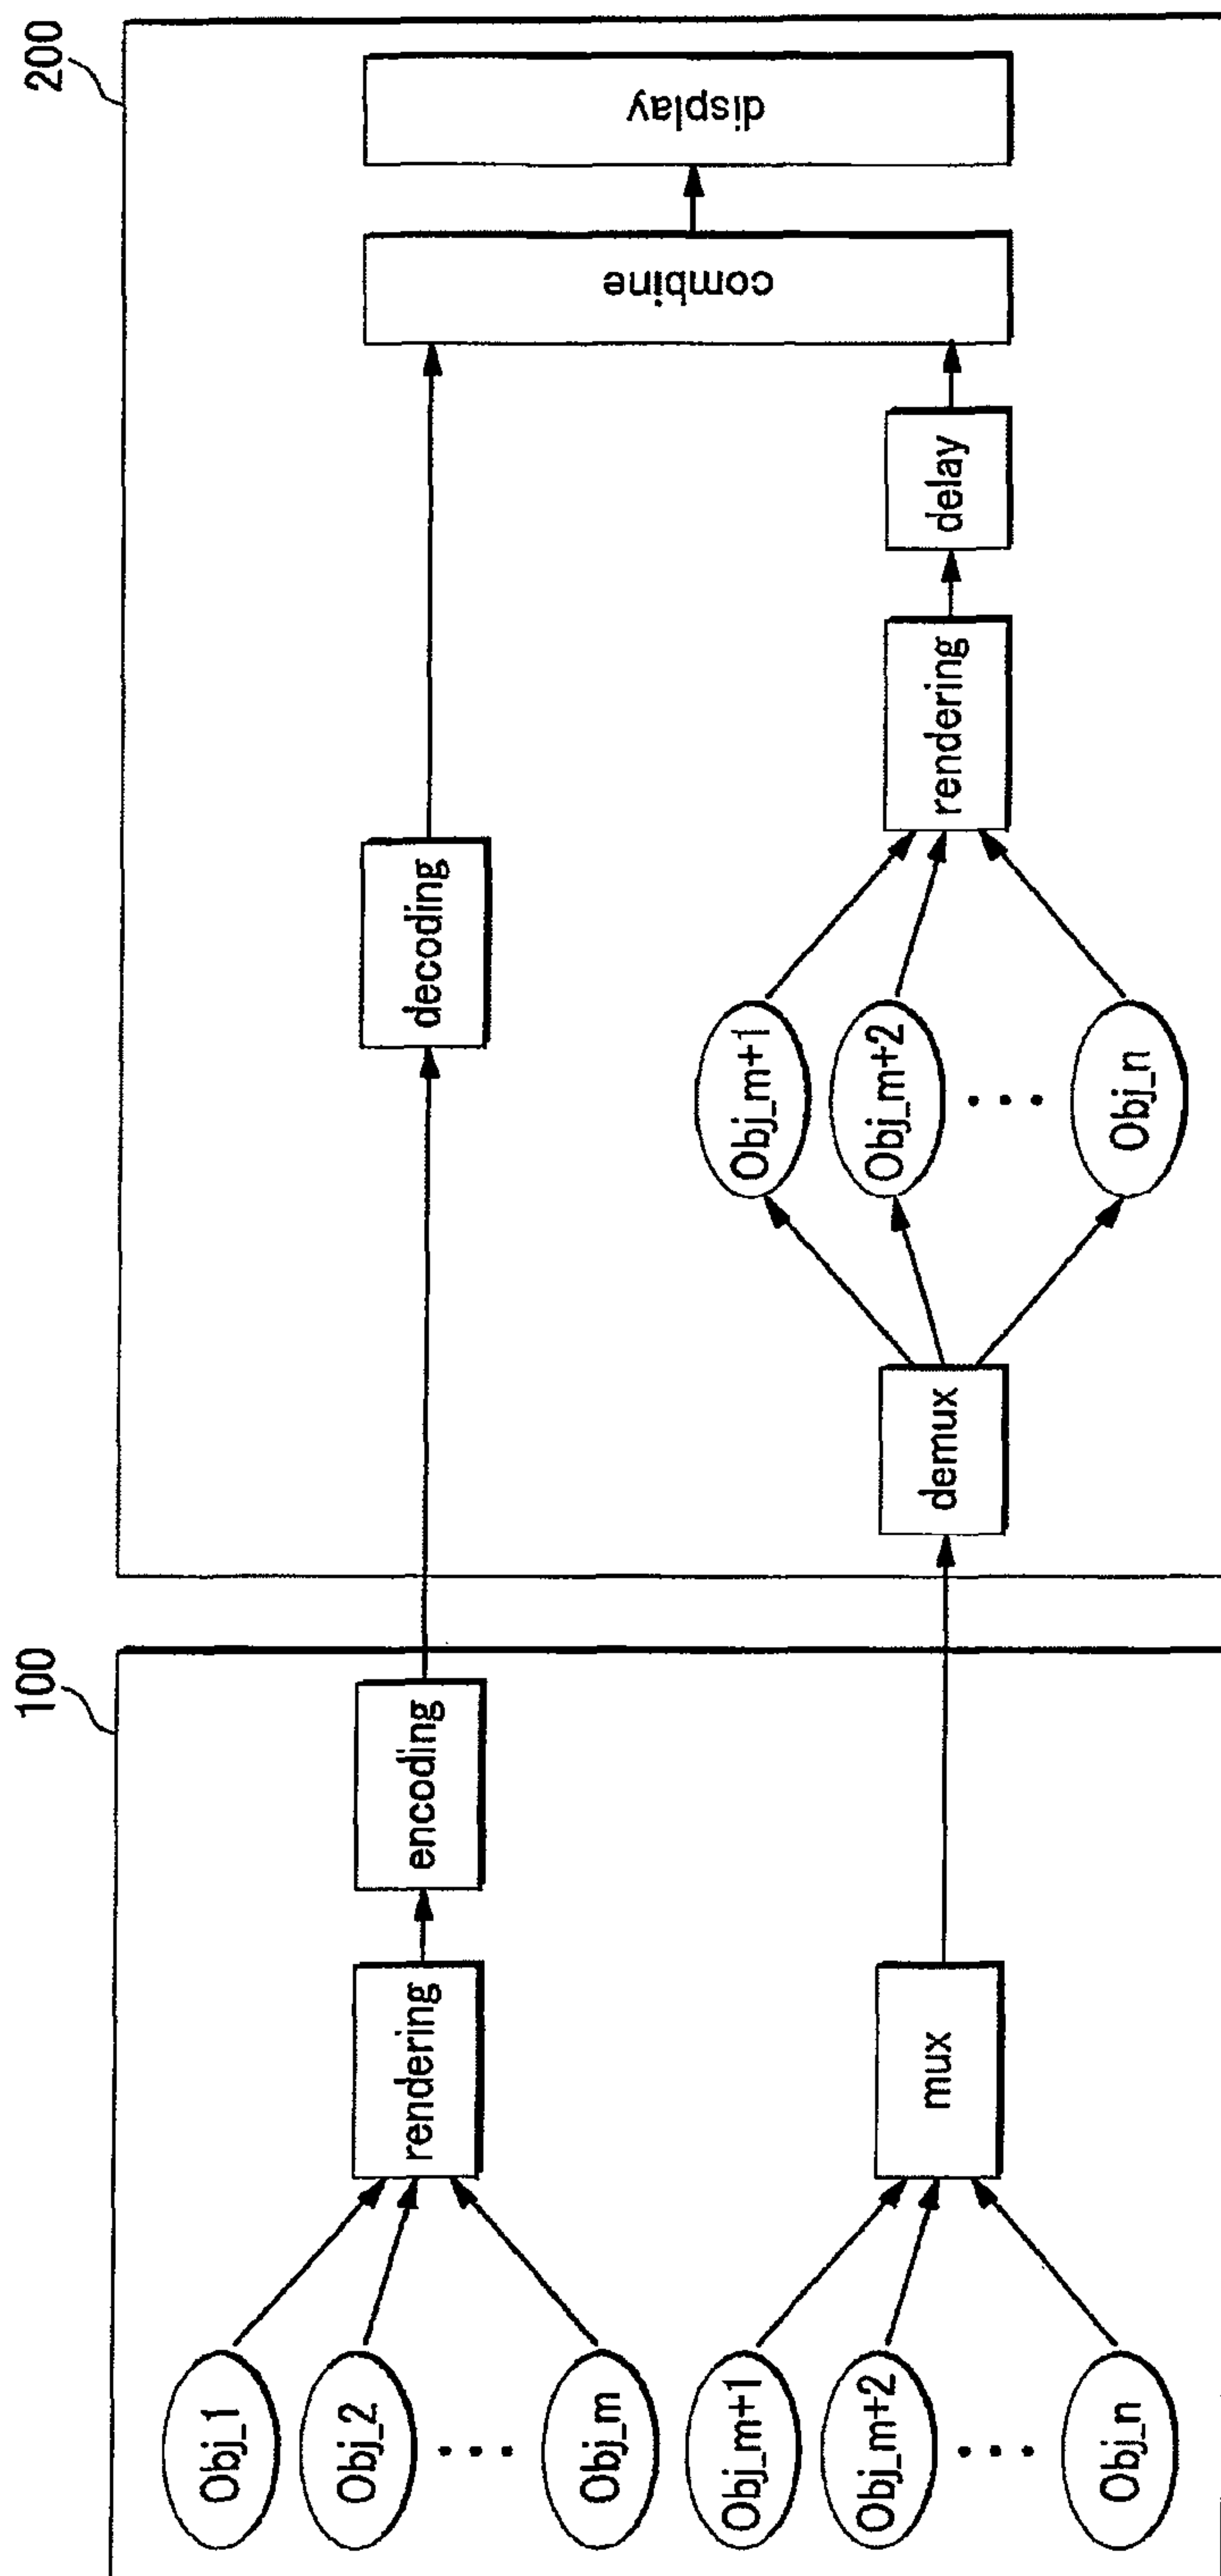 100
Obj_1
Obj_2
Obj_m
rendering
encoding
Obj_m+1
Obj_m+2
Obj_n
mux
200
decoding
demux
Obj_m+1
Obj_m+2
Obj_n
rendering
delay
combine
display